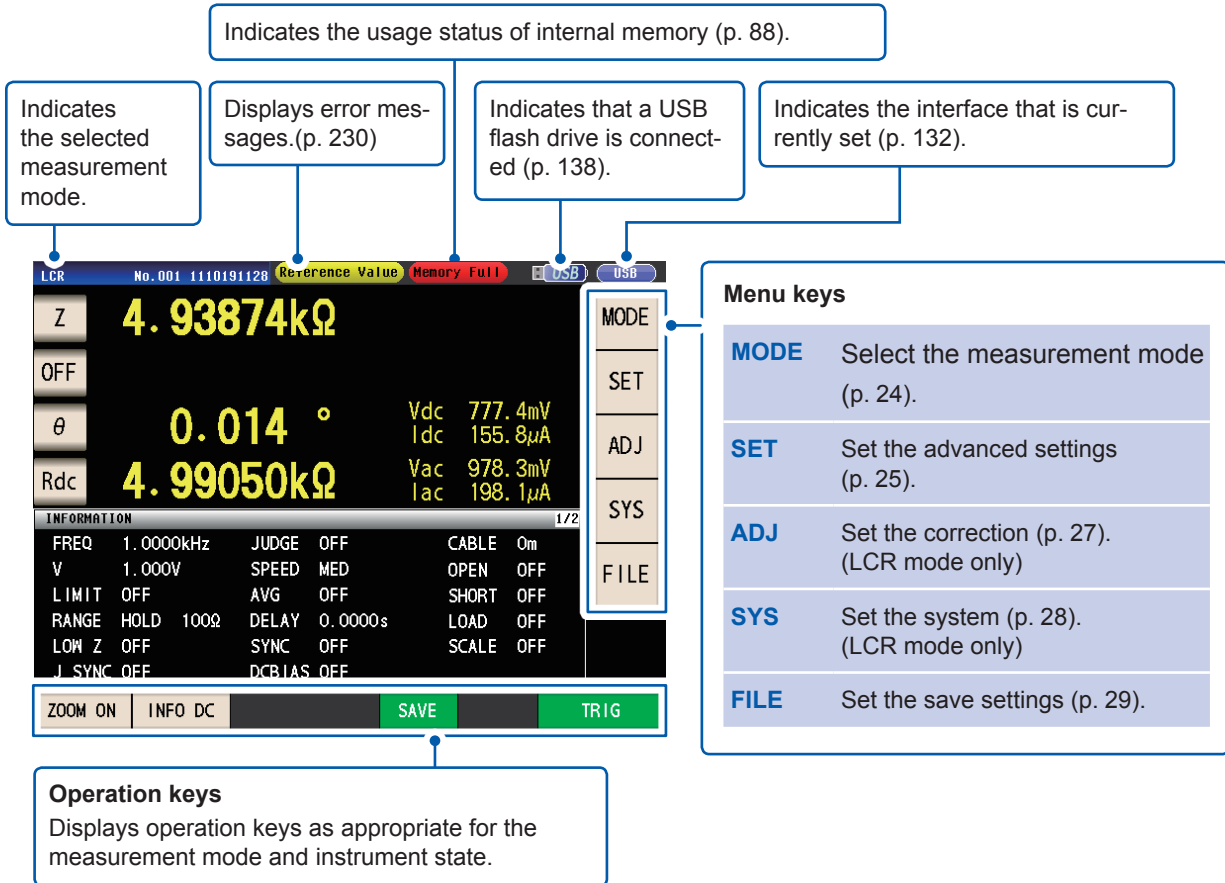 Indicates the usage status of internal memory (p. 88).
Indicates
the selected
measurement
mode.
Displays error mes-
sages.(p. 230)
Indicates that a USB
flash drive is connect-
ed (p. 138).
Indicates the interface that is cur-
rently set (p. 132).
LCR No.001 1110191128 Reference Value Memory Full USB USB
Z 4.93874kΩ
OFF
θ 0.014 °
Vdc 777.4mV
Idc 155.8µA
Rdc 4.99050kΩ
Vac 978.3mV
Iac 198.1µA
INFORMATION 1/2
FREQ 1.0000kHz JUDGE OFF CABLE 0m
V 1.000V SPEED MED OPEN OFF
LIMIT OFF AVG OFF SHORT OFF
RANGE HOLD 100Ω DELAY 0.0000s LOAD OFF
LOW Z OFF SYNC OFF SCALE OFF
J SYNC OFF DCBIAS OFF
MODE
SET
ADJ
SYS
FILE
ZOOM ON INFO DC SAVE TRIG
Menu keys
MODE Select the measurement mode
(p. 24).
SET Set the advanced settings
(p. 25).
ADJ Set the correction (p. 27).
(LCR mode only)
SYS Set the system (p. 28).
(LCR mode only)
FILE Set the save settings (p. 29).
Operation keys
Displays operation keys as appropriate for the
measurement mode and instrument state.